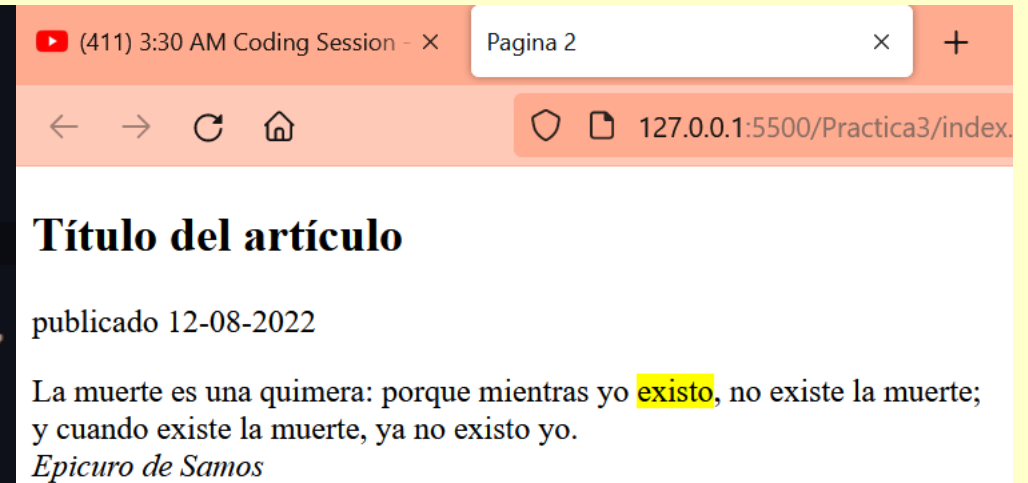 (411) 3:30 AM Coding Session -
Pagina 2
127.0.0.1:5500/Practica3/index.
Título del artículo
publicado 12-08-2022
La muerte es una quimera: porque mientras yo existo, no existe la muerte;
y cuando existe la muerte, ya no existo yo.
Epicuro de Samos